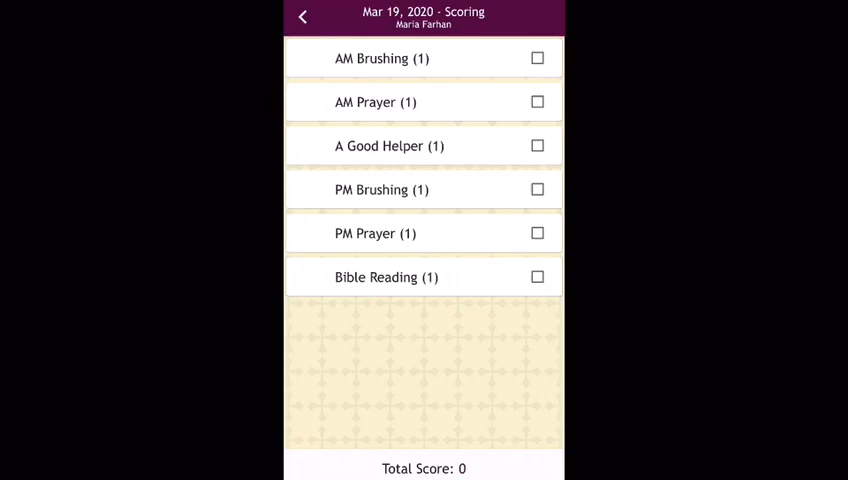 Mar 19, 2020 - Scoring
Maria Farhan
AM Brushing (1)
AM Prayer (1)
A Good Helper (1)
PM Brushing (1)
PM Prayer (1)
Bible Reading (1)
Total Score: 0